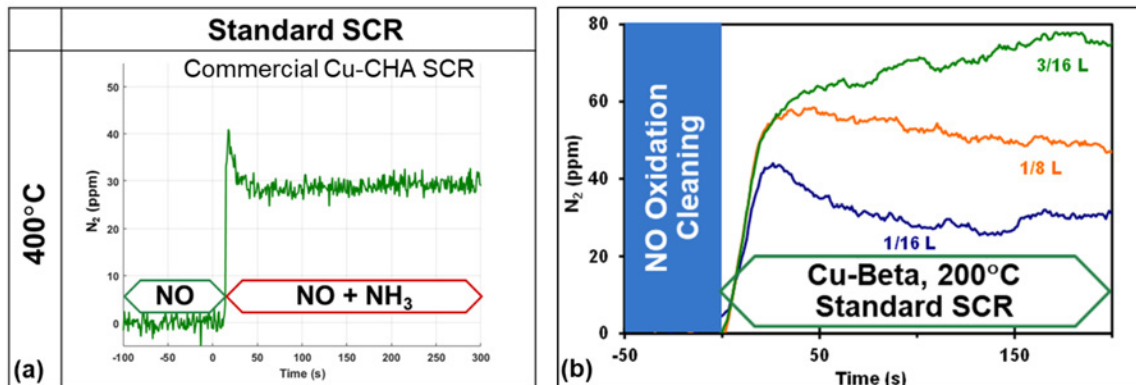 Standard SCR
400°C
Commercial Cu-CHA SCR
N₂ (ppm)
50
40
30
20
10
0
NO
NO + NH₃
-100
-50
0
50
100
150
200
250
300
Time (s)
(a)
N₂ (ppm)
80
60
40
20
0
NO Oxidation
Cleaning
3/16 L
1/8 L
1/16 L
Cu-Beta, 200°C
Standard SCR
-50
50
150
Time (s)
(b)